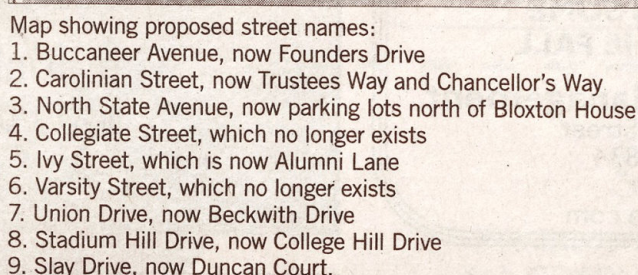 Map showing proposed street names:
1. Buccaneer Avenue, now Founders Drive
2. Carolinian Street, now Trustees Way and Chancellor's Way
3. North State Avenue, now parking lots north of Bloxton House
4. Collegiate Street, which no longer exists
5. Ivy Street, which is now Alumni Lane
6. Varsity Street, which no longer exists
7. Union Drive, now Beckwith Drive
8. Stadium Hill Drive, now College Hill Drive
9. Slay Drive, now Duncan Court.